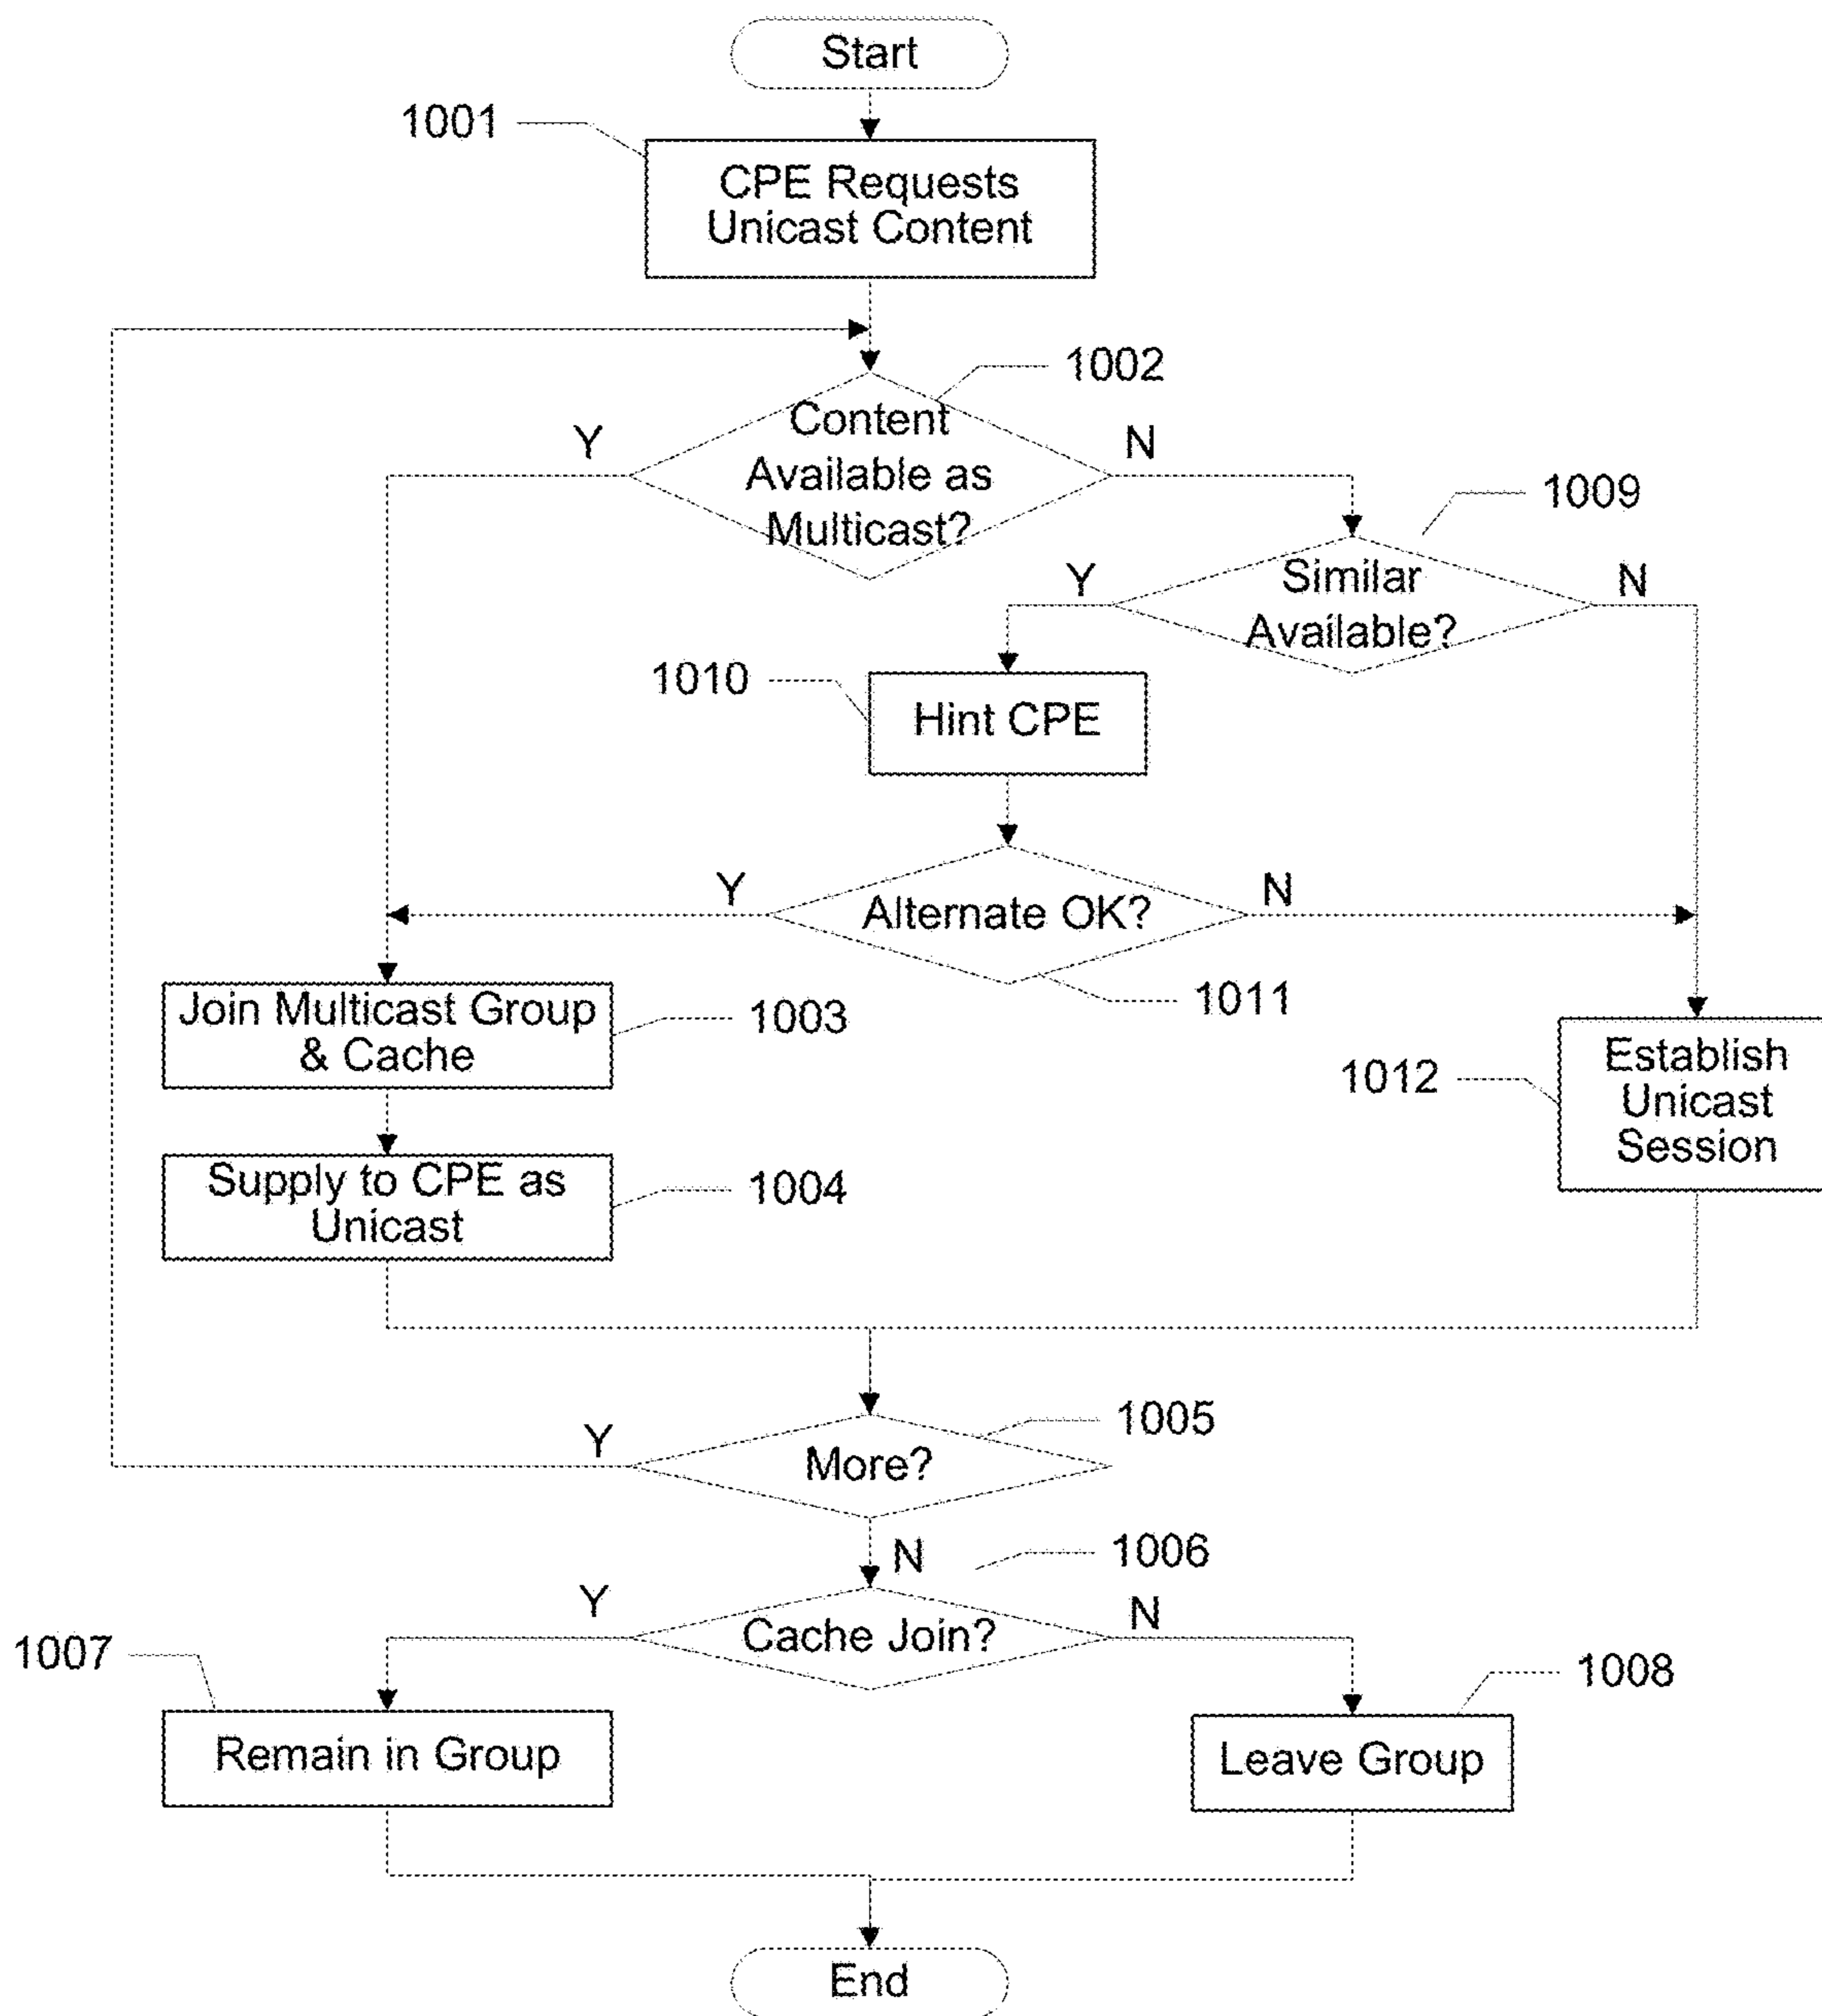 Start
1001
CPE Requests
Unicast Content
1002
Content
Available as
Multicast?
Y
N
1009
Similar
Available?
Y
N
1010
Hint CPE
Alternate OK?
Y
N
1011
Join Multicast Group
& Cache
1003
Establish
Unicast
Session
1012
Supply to CPE as
Unicast
1004
1005
More?
Y
N
1006
Cache Join?
Y
N
1007
Remain in Group
1008
Leave Group
End